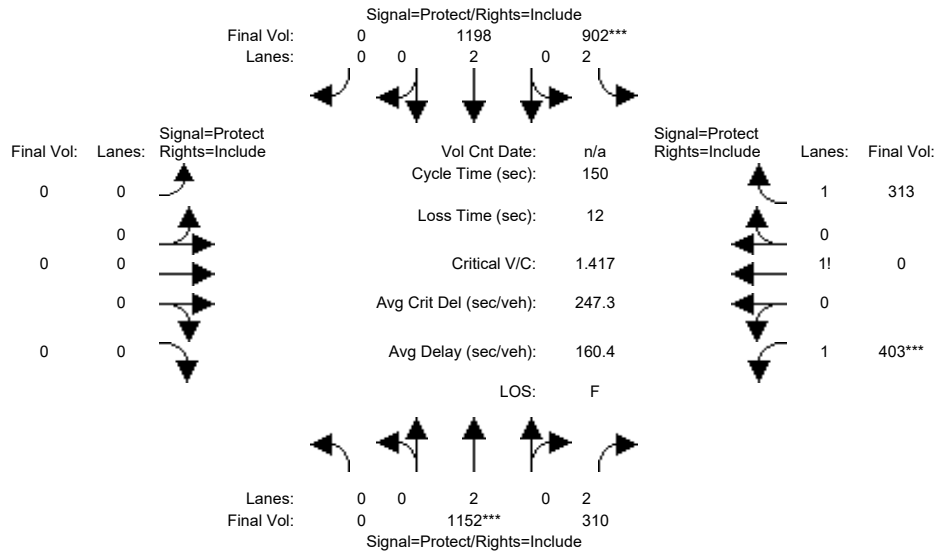 Signal=Protect/Rights=Include
Final Vol: 0 1198 902***
Lanes: 0 0 2 0 2
Signal=Protect
Final Vol: Lanes: Rights=Include
Vol Cnt Date: n/a
Signal=Protect
Rights=Include Lanes: Final Vol:
Cycle Time (sec): 150
0 0
1 313
Loss Time (sec): 12
0
0
0 0
Critical V/C: 1.417
1! 0
0
Avg Crit Del (sec/veh): 247.3
0
0 0
Avg Delay (sec/veh): 160.4
1 403***
LOS: F
Lanes: 0 0 2 0 2
Final Vol: 0 1152*** 310
Signal=Protect/Rights=Include